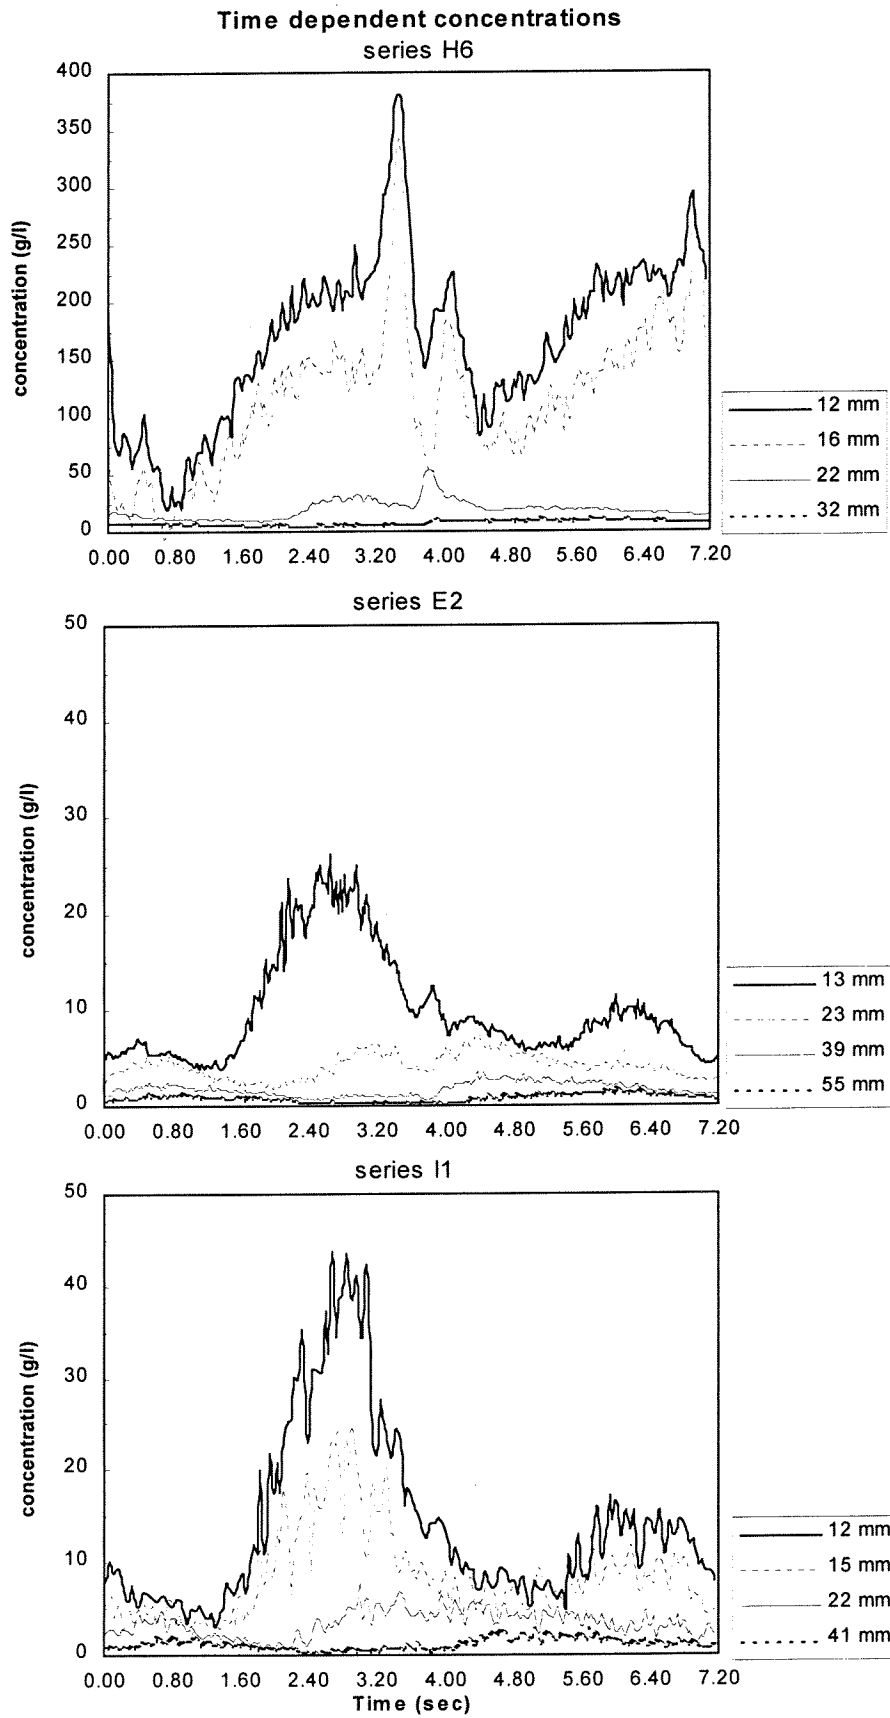 Time dependent concentrations
series H6
400
350
300
250
200
150
100
50
0
concentration (g/l)
0.00 0.80 1.60 2.40 3.20 4.00 4.80 5.60 6.40 7.20
12 mm
16 mm
22 mm
32 mm
series E2
50
40
30
20
10
0
concentration (g/l)
0.00 0.80 1.60 2.40 3.20 4.00 4.80 5.60 6.40 7.20
13 mm
23 mm
39 mm
55 mm
series I1
50
40
30
20
10
0
concentration (g/l)
0.00 0.80 1.60 2.40 3.20 4.00 4.80 5.60 6.40 7.20
Time (sec)
12 mm
15 mm
22 mm
41 mm